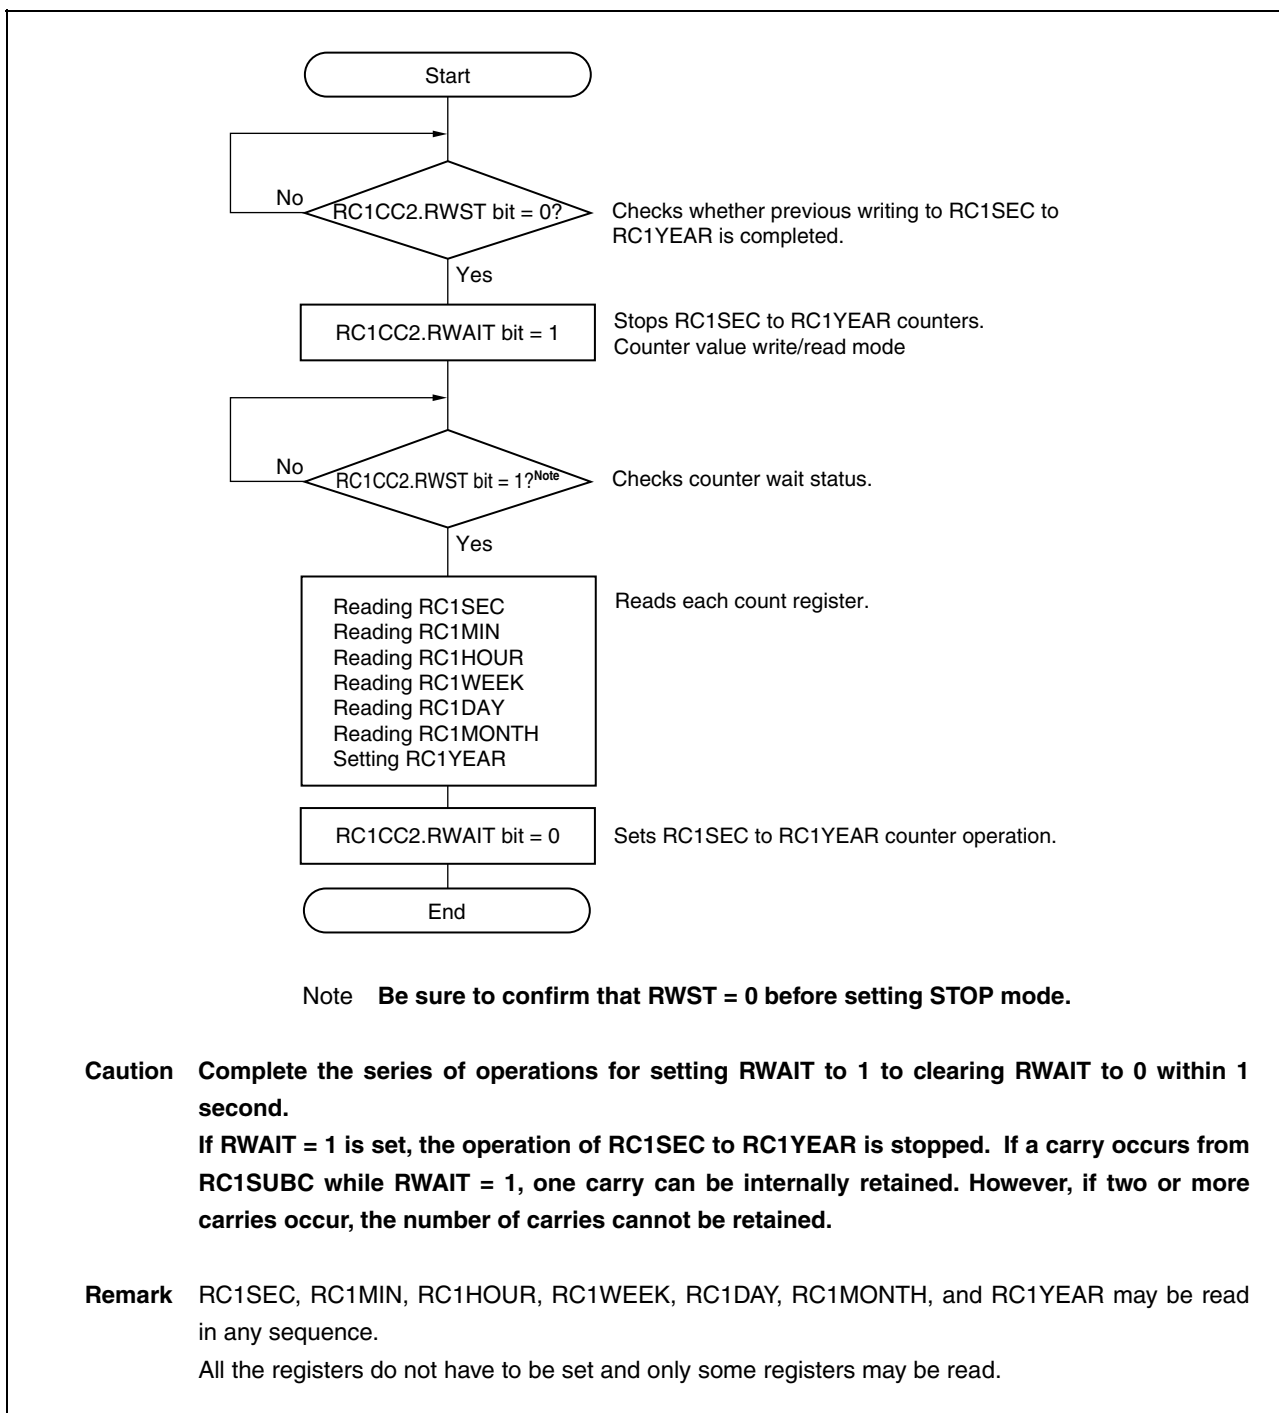 Start
No
RC1CC2.RWST bit = 0?
Checks whether previous writing to RC1SEC to
RC1YEAR is completed.
Yes
RC1CC2.RWAIT bit = 1
Stops RC1SEC to RC1YEAR counters.
Counter value write/read mode
No
RC1CC2.RWST bit = 1?Note
Checks counter wait status.
Yes
Reading RC1SEC
Reading RC1MIN
Reading RC1HOUR
Reading RC1WEEK
Reading RC1DAY
Reading RC1MONTH
Setting RC1YEAR
Reads each count register.
RC1CC2.RWAIT bit = 0
Sets RC1SEC to RC1YEAR counter operation.
End
Note Be sure to confirm that RWST = 0 before setting STOP mode.
Caution Complete the series of operations for setting RWAIT to 1 to clearing RWAIT to 0 within 1
second.
If RWAIT = 1 is set, the operation of RC1SEC to RC1YEAR is stopped. If a carry occurs from
RC1SUBC while RWAIT = 1, one carry can be internally retained. However, if two or more
carries occur, the number of carries cannot be retained.
Remark RC1SEC, RC1MIN, RC1HOUR, RC1WEEK, RC1DAY, RC1MONTH, and RC1YEAR may be read
in any sequence.
All the registers do not have to be set and only some registers may be read.